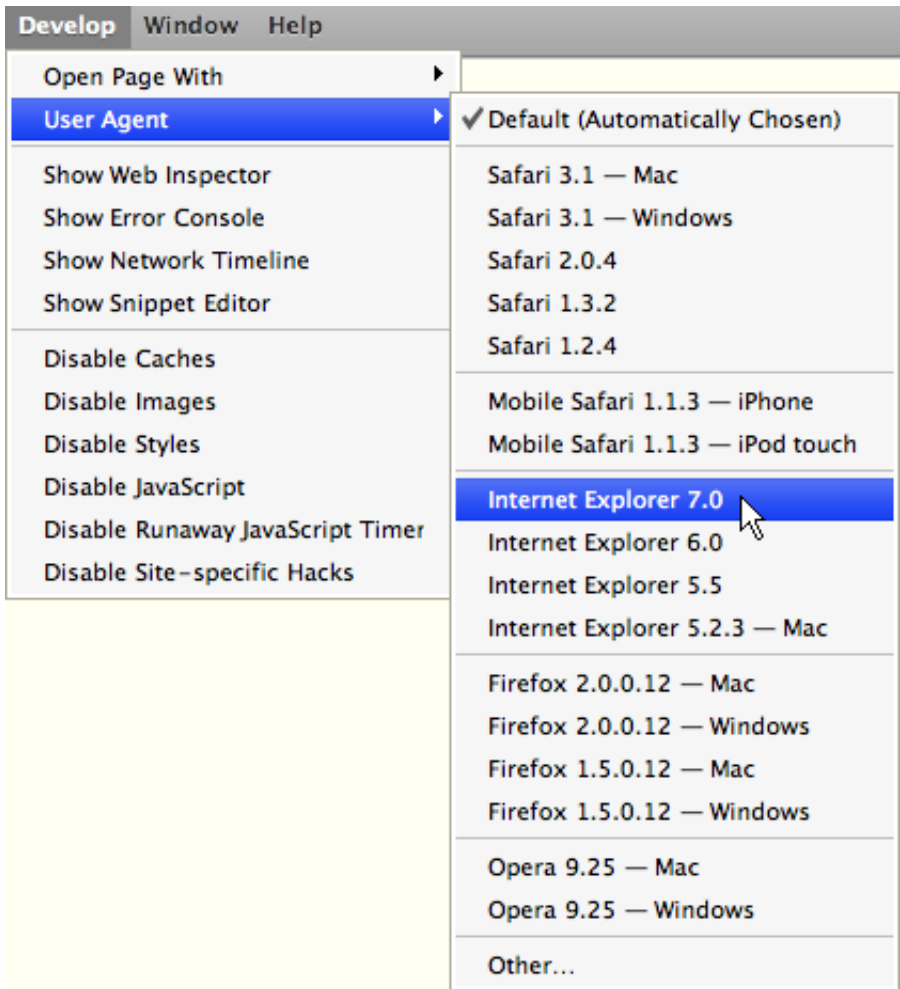 Develop Window Help
Open Page With
User Agent
Show Web Inspector
Show Error Console
Show Network Timeline
Show Snippet Editor
Disable Caches
Disable Images
Disable Styles
Disable JavaScript
Disable Runaway JavaScript Timer
Disable Site-specific Hacks
Default (Automatically Chosen)
Safari 3.1 — Mac
Safari 3.1 — Windows
Safari 2.0.4
Safari 1.3.2
Safari 1.2.4
Mobile Safari 1.1.3 — iPhone
Mobile Safari 1.1.3 — iPod touch
Internet Explorer 7.0
Internet Explorer 6.0
Internet Explorer 5.5
Internet Explorer 5.2.3 — Mac
Firefox 2.0.0.12 — Mac
Firefox 2.0.0.12 — Windows
Firefox 1.5.0.12 — Mac
Firefox 1.5.0.12 — Windows
Opera 9.25 — Mac
Opera 9.25 — Windows
Other...